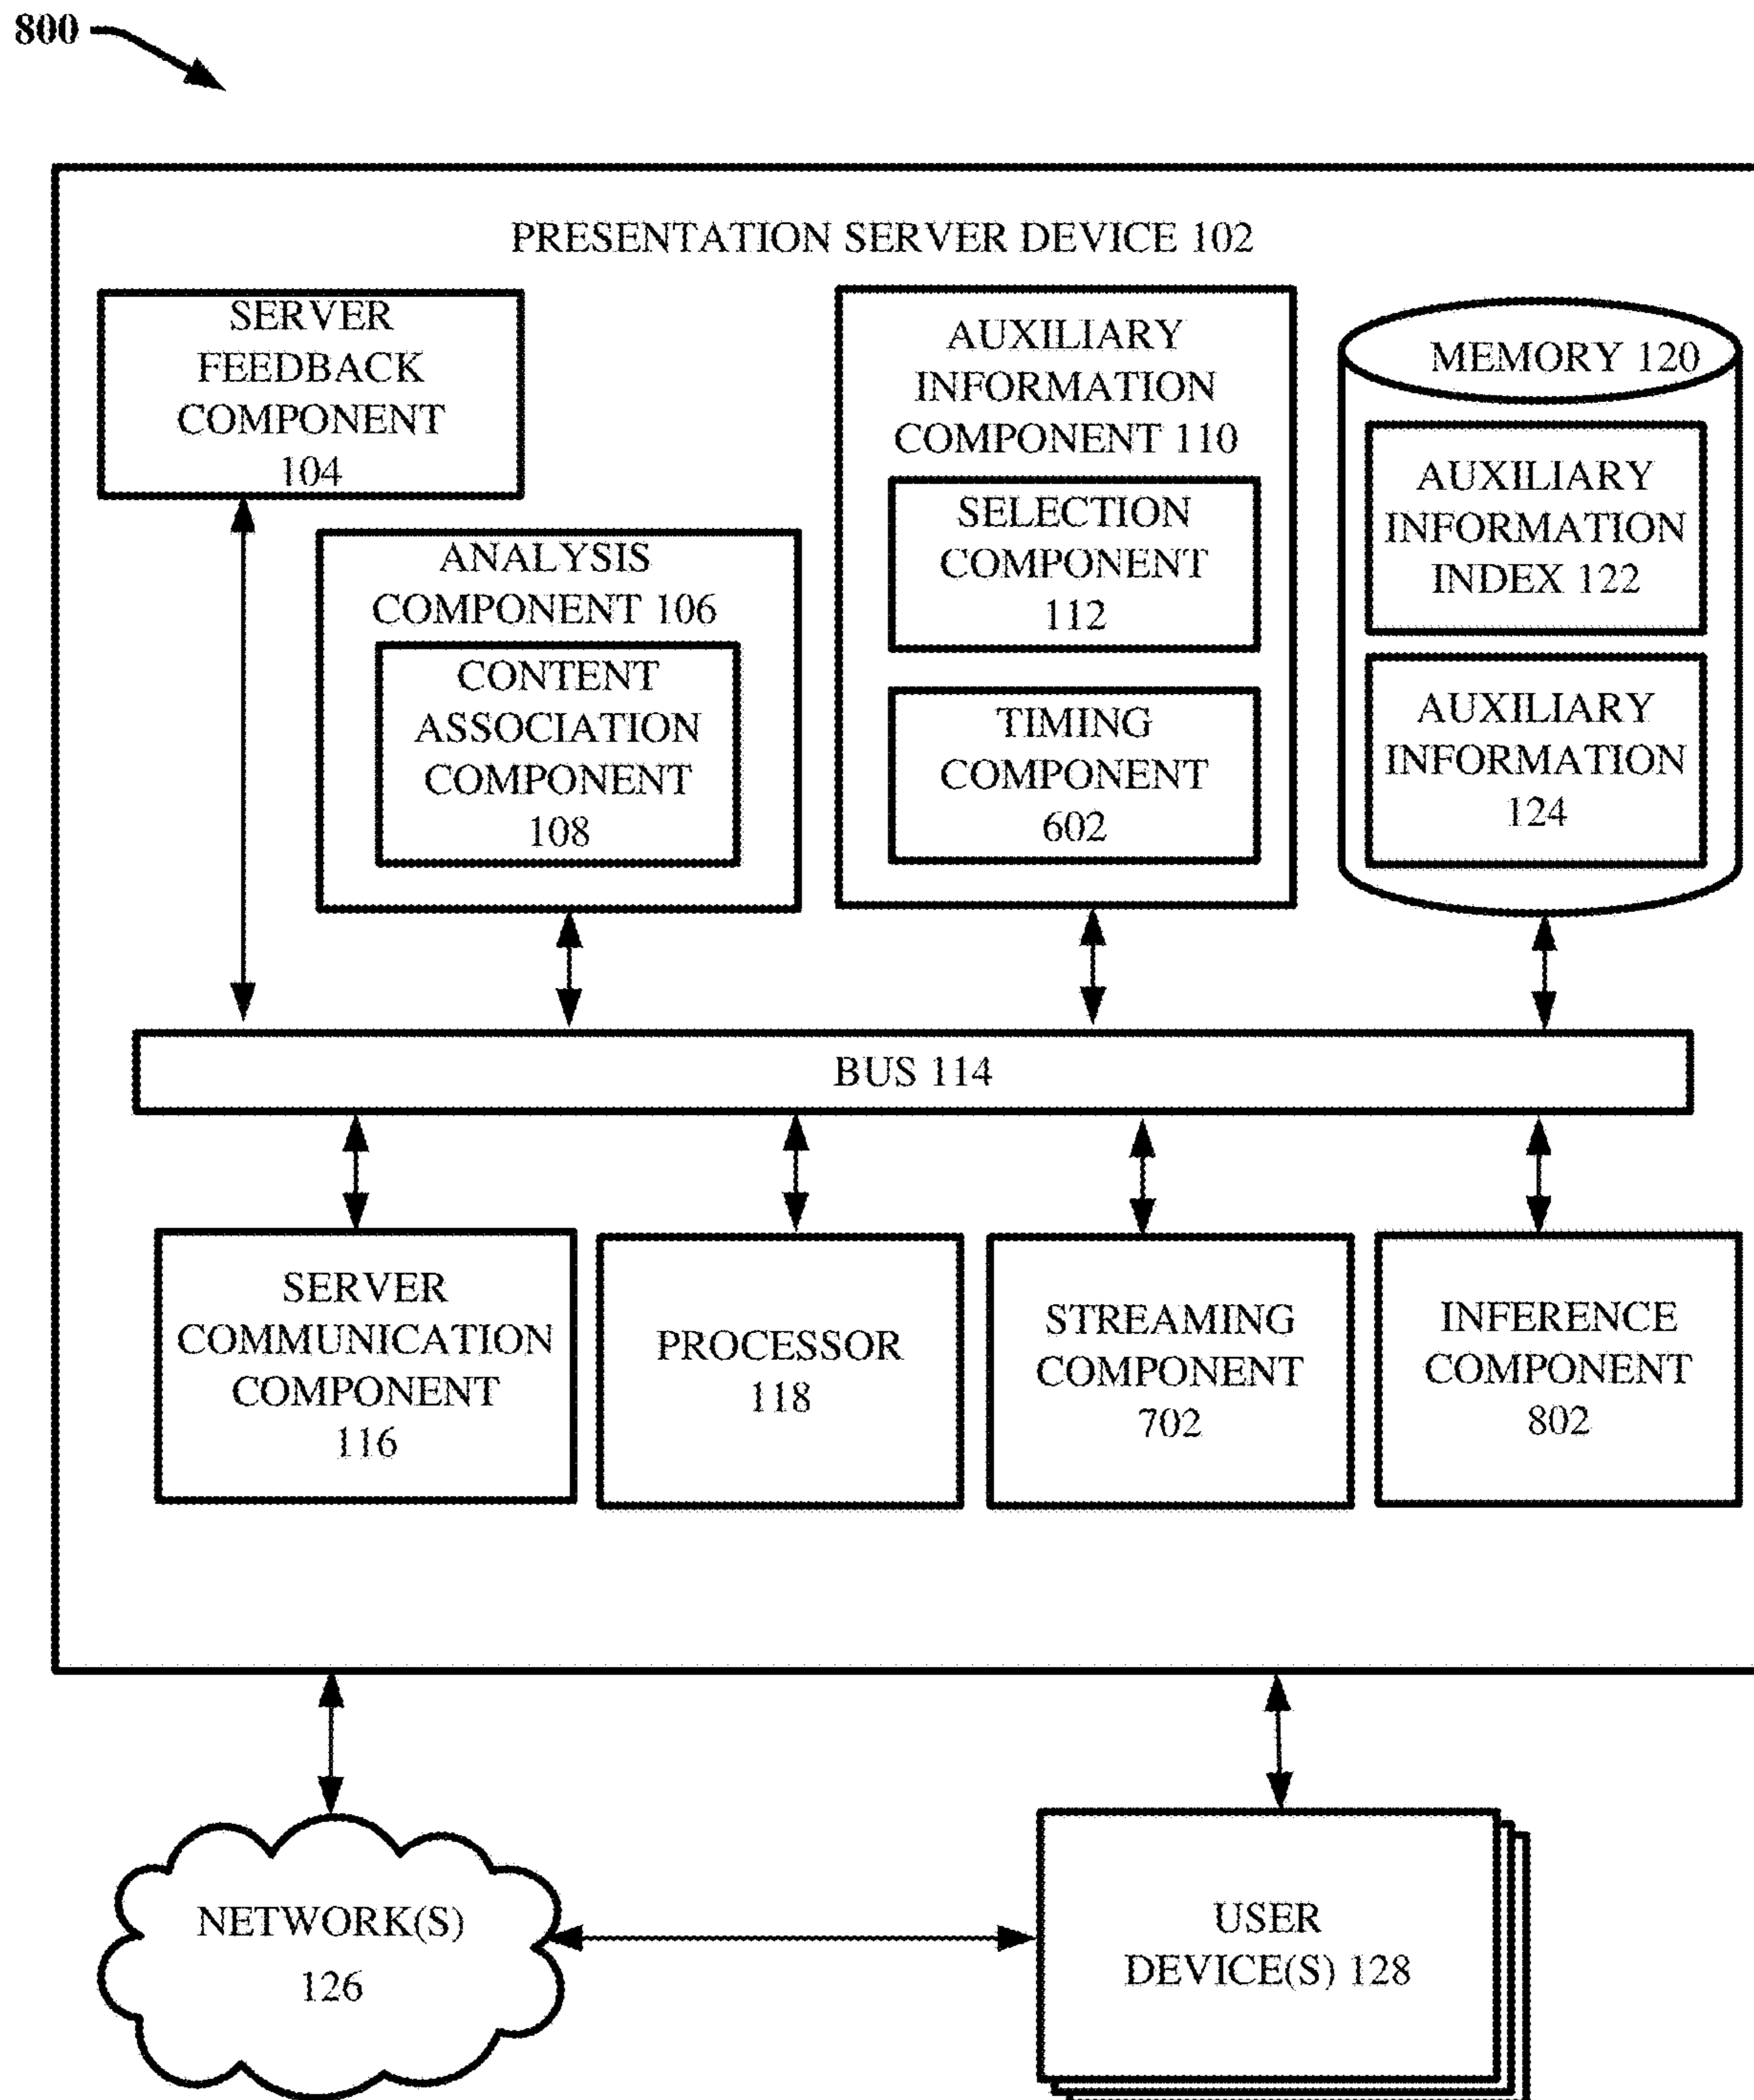 800
PRESENTATION SERVER DEVICE 102
SERVER
FEEDBACK
COMPONENT
104
ANALYSIS
COMPONENT 106
CONTENT
ASSOCIATION
COMPONENT
108
AUXILIARY
INFORMATION
COMPONENT 110
SELECTION
COMPONENT
112
TIMING
COMPONENT
602
MEMORY 120
AUXILIARY
INFORMATION
INDEX 122
AUXILIARY
INFORMATION
124
BUS 114
SERVER
COMMUNICATION
COMPONENT
116
PROCESSOR
118
STREAMING
COMPONENT
702
INFERENCE
COMPONENT
802
NETWORK(S)
126
USER
DEVICE(S) 128